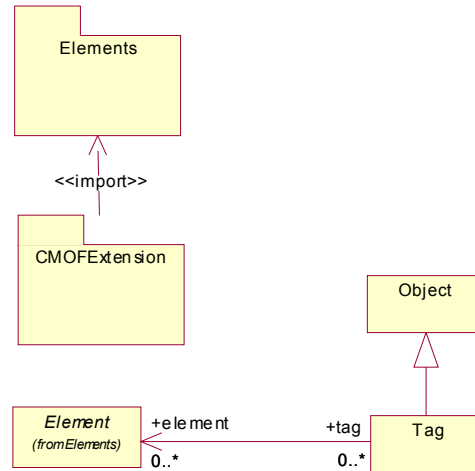 Elements
<<import>>
CMOFExtension
Object
Element
(fromElements)
+element
+tag
Tag
0..*
0..*